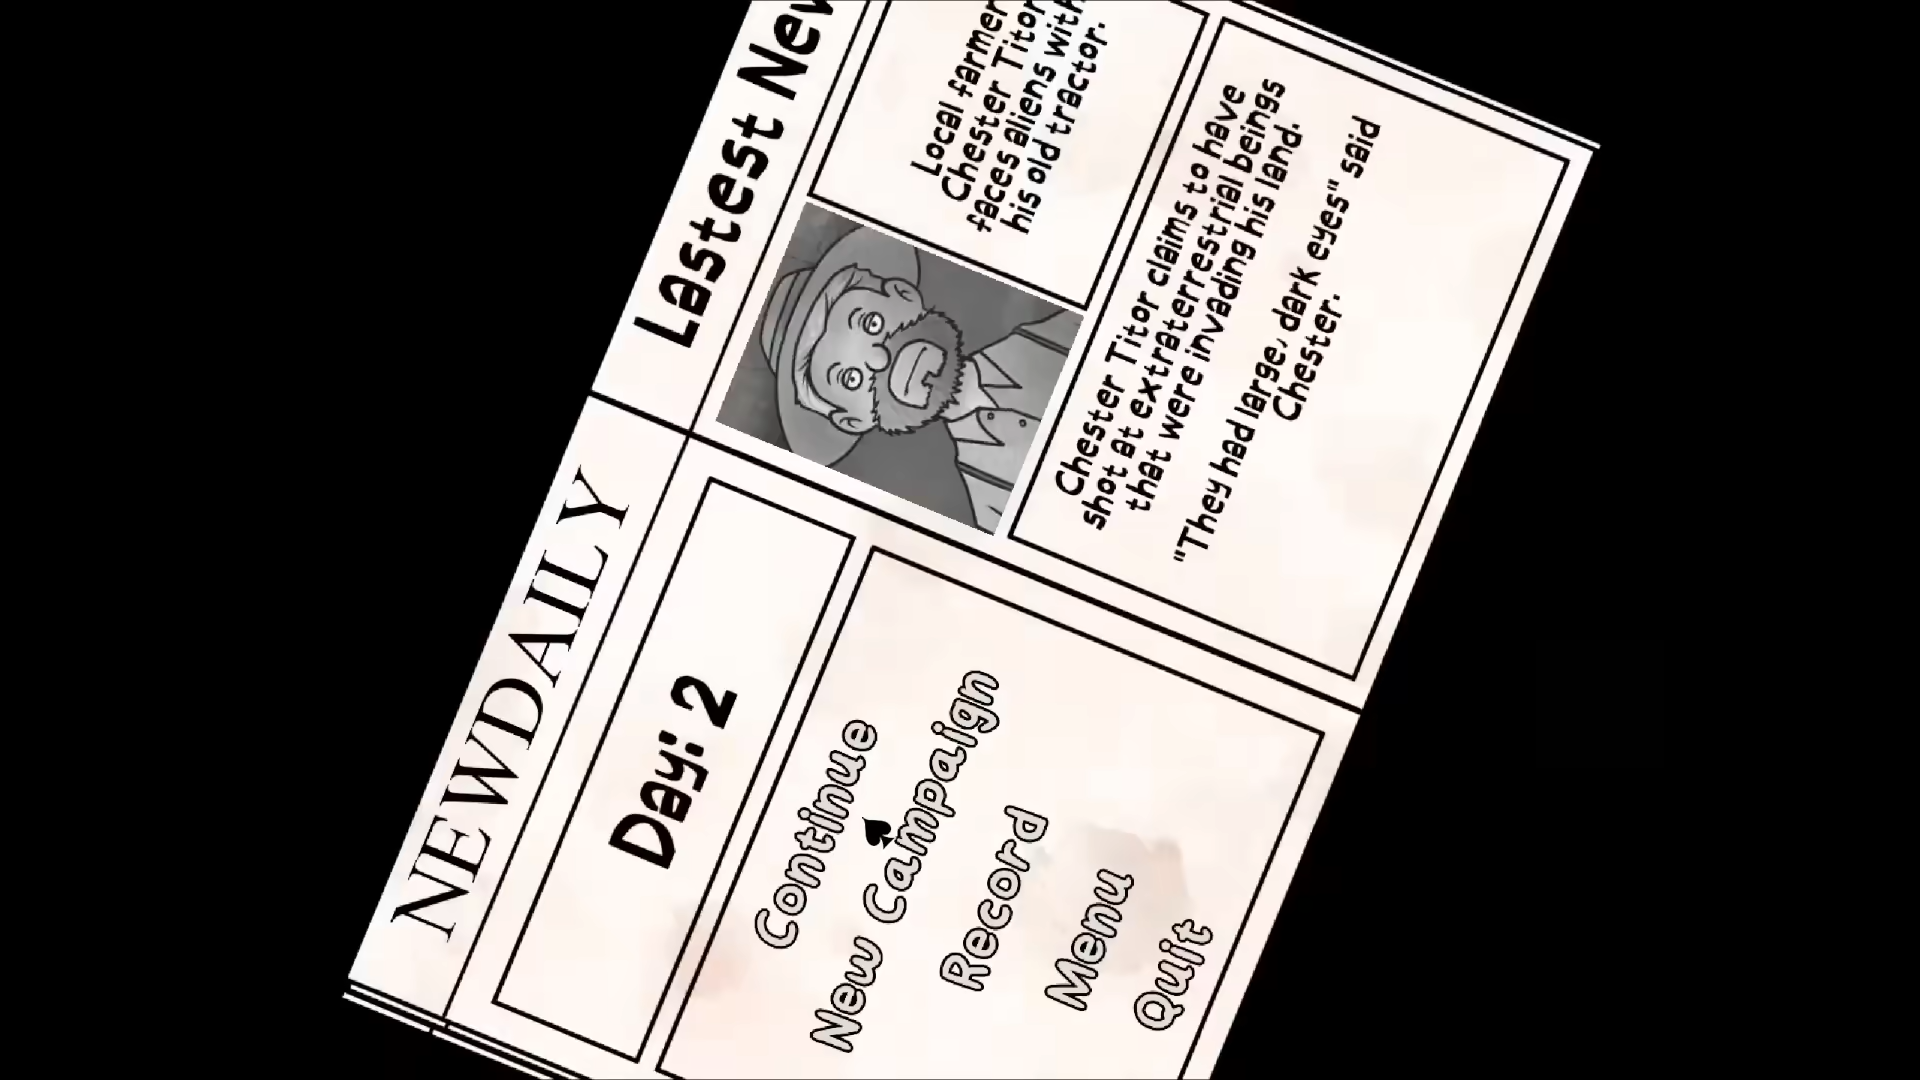 NEWDAILY
Day: 2
Continue
New Campaign
Record
Menu
Quit
Lastest
Local farmer
Chester Titor
faces aliens with
his old tractor.
Chester Titor claims to have
shot at extraterrestrial beings
that were invading his land.
"They had large, dark eyes" said
Chester.